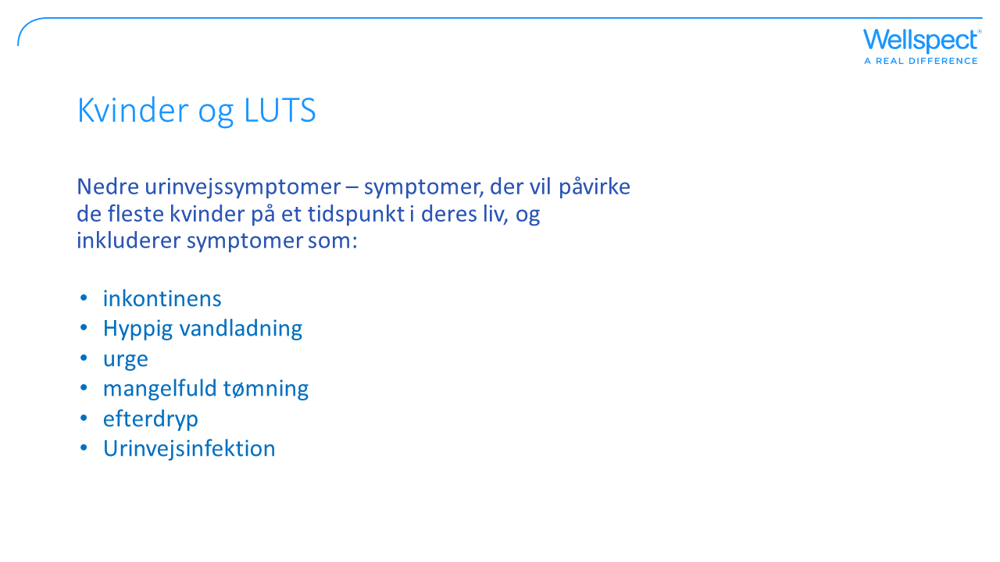 Wellspect®
A REAL DIFFERENCE
Kvinder og LUTS
Nedre urinvejssymptomer – symptomer, der vil påvirke
de fleste kvinder på et tidspunkt i deres liv, og
inkluderer symptomer som:
• inkontinens
• Hyppig vandladning
• urge
• mangelfuld tømning
• efterdryp
• Urinvejsinfektion